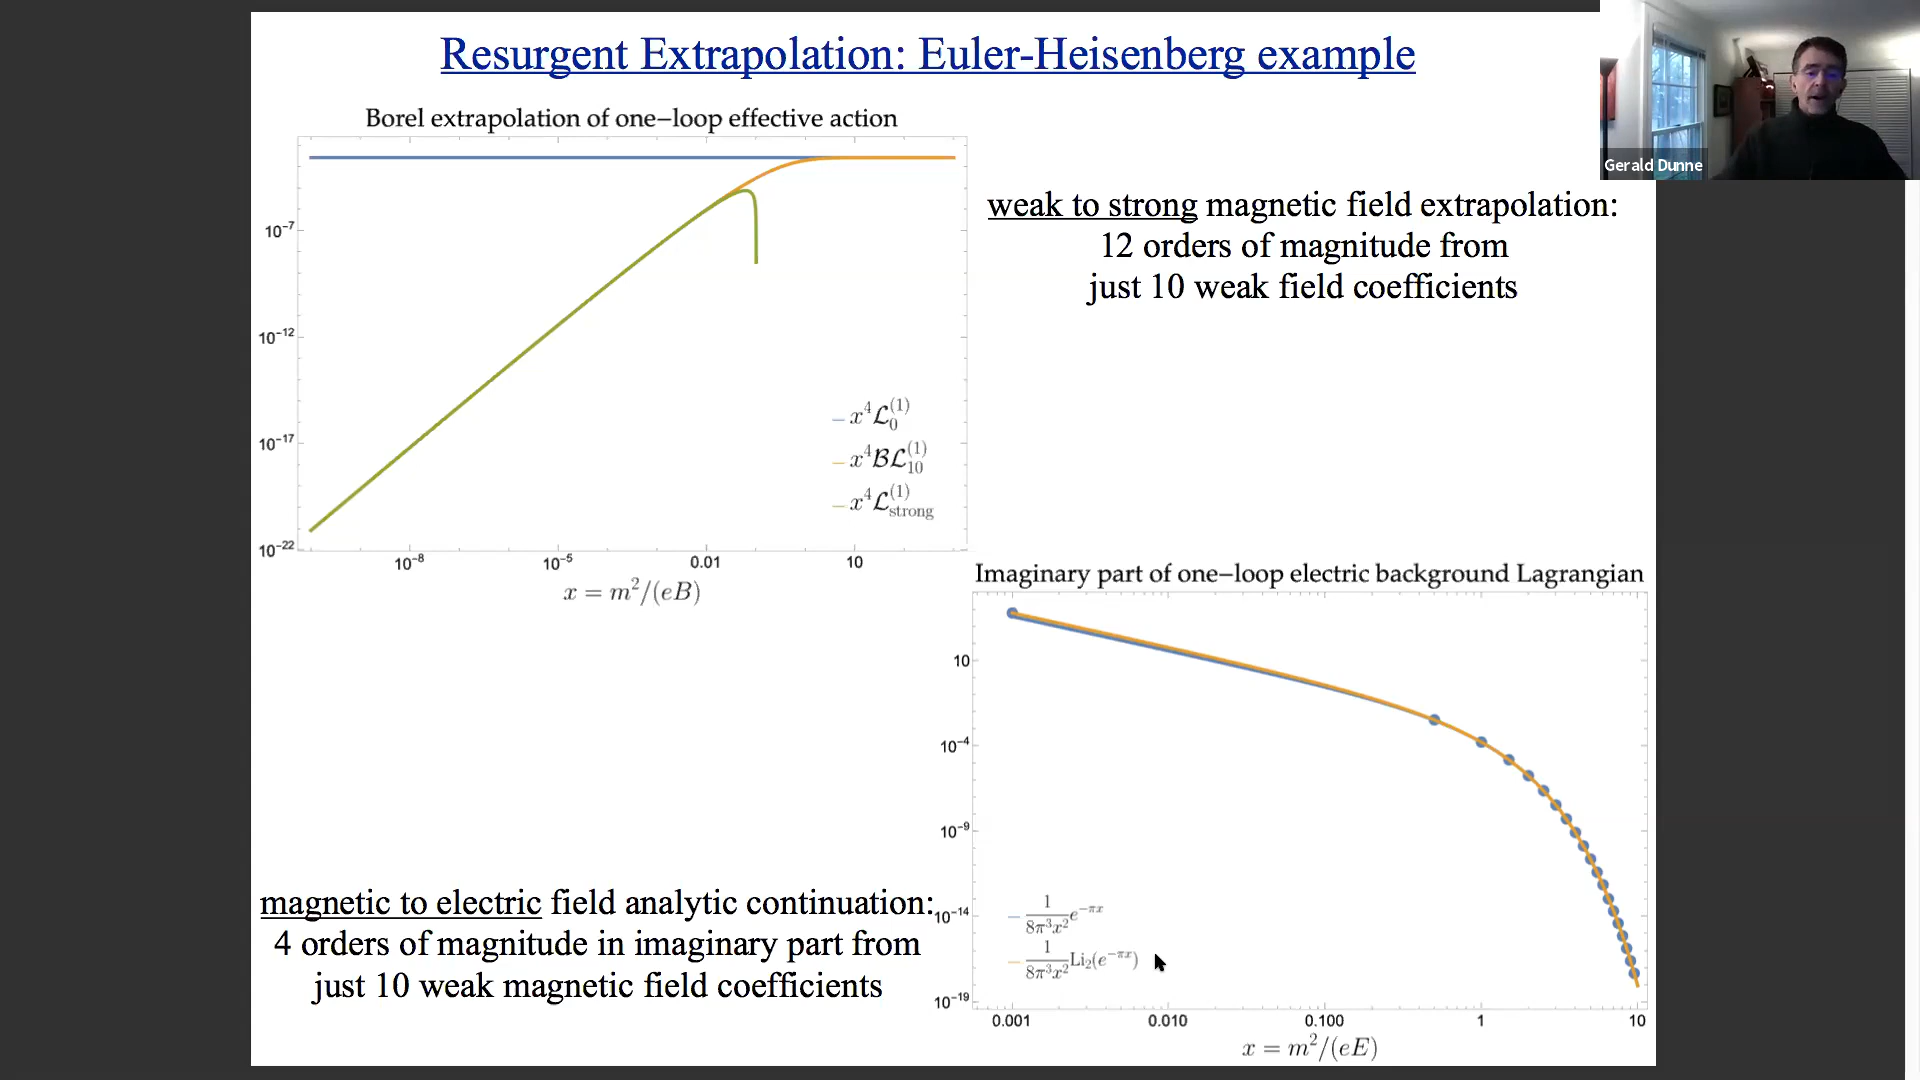 Resurgent Extrapolation: Euler-Heisenberg example
Gerald Dunne
Borel extrapolation of one−loop effective action
10⁻⁷
10⁻¹²
10⁻¹⁷
10⁻²²
10⁻⁸
10⁻⁵
0.01
10
x = m²/(eB)
— x⁴ℒ₀⁽¹⁾
— x⁴ℬℒ₁₀⁽¹⁾
— x⁴ℒ_strong⁽¹⁾
weak to strong magnetic field extrapolation:
12 orders of magnitude from
just 10 weak field coefficients
Imaginary part of one−loop electric background Lagrangian
10
10⁻⁴
10⁻⁹
10⁻¹⁴
10⁻¹⁹
0.001
0.010
0.100
1
10
x = m²/(eE)
— 1/(8π³x²) e^(−πx)
— 1/(8π³x²) Li₂(e^(−πx))
magnetic to electric field analytic continuation:
4 orders of magnitude in imaginary part from
just 10 weak magnetic field coefficients